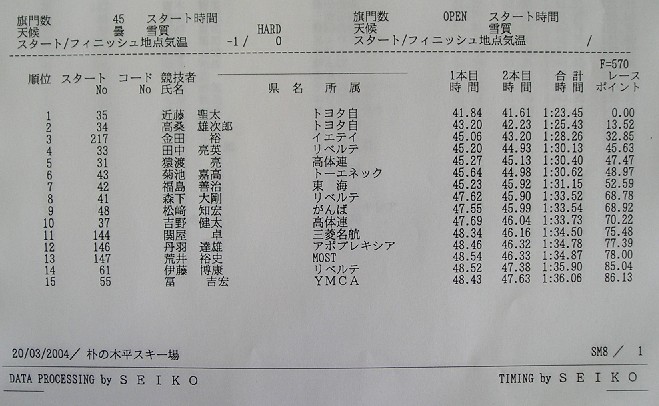 旗門数 45 スタート時間 旗門数 OPEN スタート時間
天候 曇 雪質 HARD 天候 雪質
スタート/フィニッシュ地点気温 -1 / 0 スタート/フィニッシュ地点気温 /
F=570
順位 スタート コード 競技者 県名 所属 1本目 2本目 合計 レース
No No 氏名 時間 時間 時間 ポイント
1 35 近藤 聖太 トヨタ自 41.84 41.61 1:23.45 0.00
2 34 高桑 雄次郎 トヨタ自 43.20 42.23 1:25.43 13.52
3 217 金田 裕 イエティ 45.06 43.20 1:28.26 32.85
4 33 田中 亮英 リベルテ 45.20 44.93 1:30.13 45.63
5 31 猿渡 亮 高体連 45.27 45.13 1:30.40 47.47
6 43 菊池 嘉高 トーエネック 45.64 44.98 1:30.62 48.97
7 42 福島 善治 東海 45.23 45.92 1:31.15 52.59
8 41 森下 大剛 リベルテ 47.62 45.90 1:33.52 68.78
9 48 松崎 知宏 がんば 47.55 45.99 1:33.54 68.92
10 37 吉野 健太 高体連 47.69 46.04 1:33.73 70.22
11 144 関屋 卓 三菱名航 48.34 46.16 1:34.50 75.48
12 146 丹羽 達雄 アポプレキシア 48.46 46.32 1:34.78 77.39
13 147 荒井 裕史 MOST 48.54 46.33 1:34.87 78.00
14 61 伊藤 博康 リベルテ 48.52 47.38 1:35.90 85.04
15 55 冨 吉宏 YMCA 48.43 47.63 1:36.06 86.13
20/03/2004/ 朴の木平スキー場 SM8 / 1
DATA PROCESSING by SEIKO TIMING by SEIKO